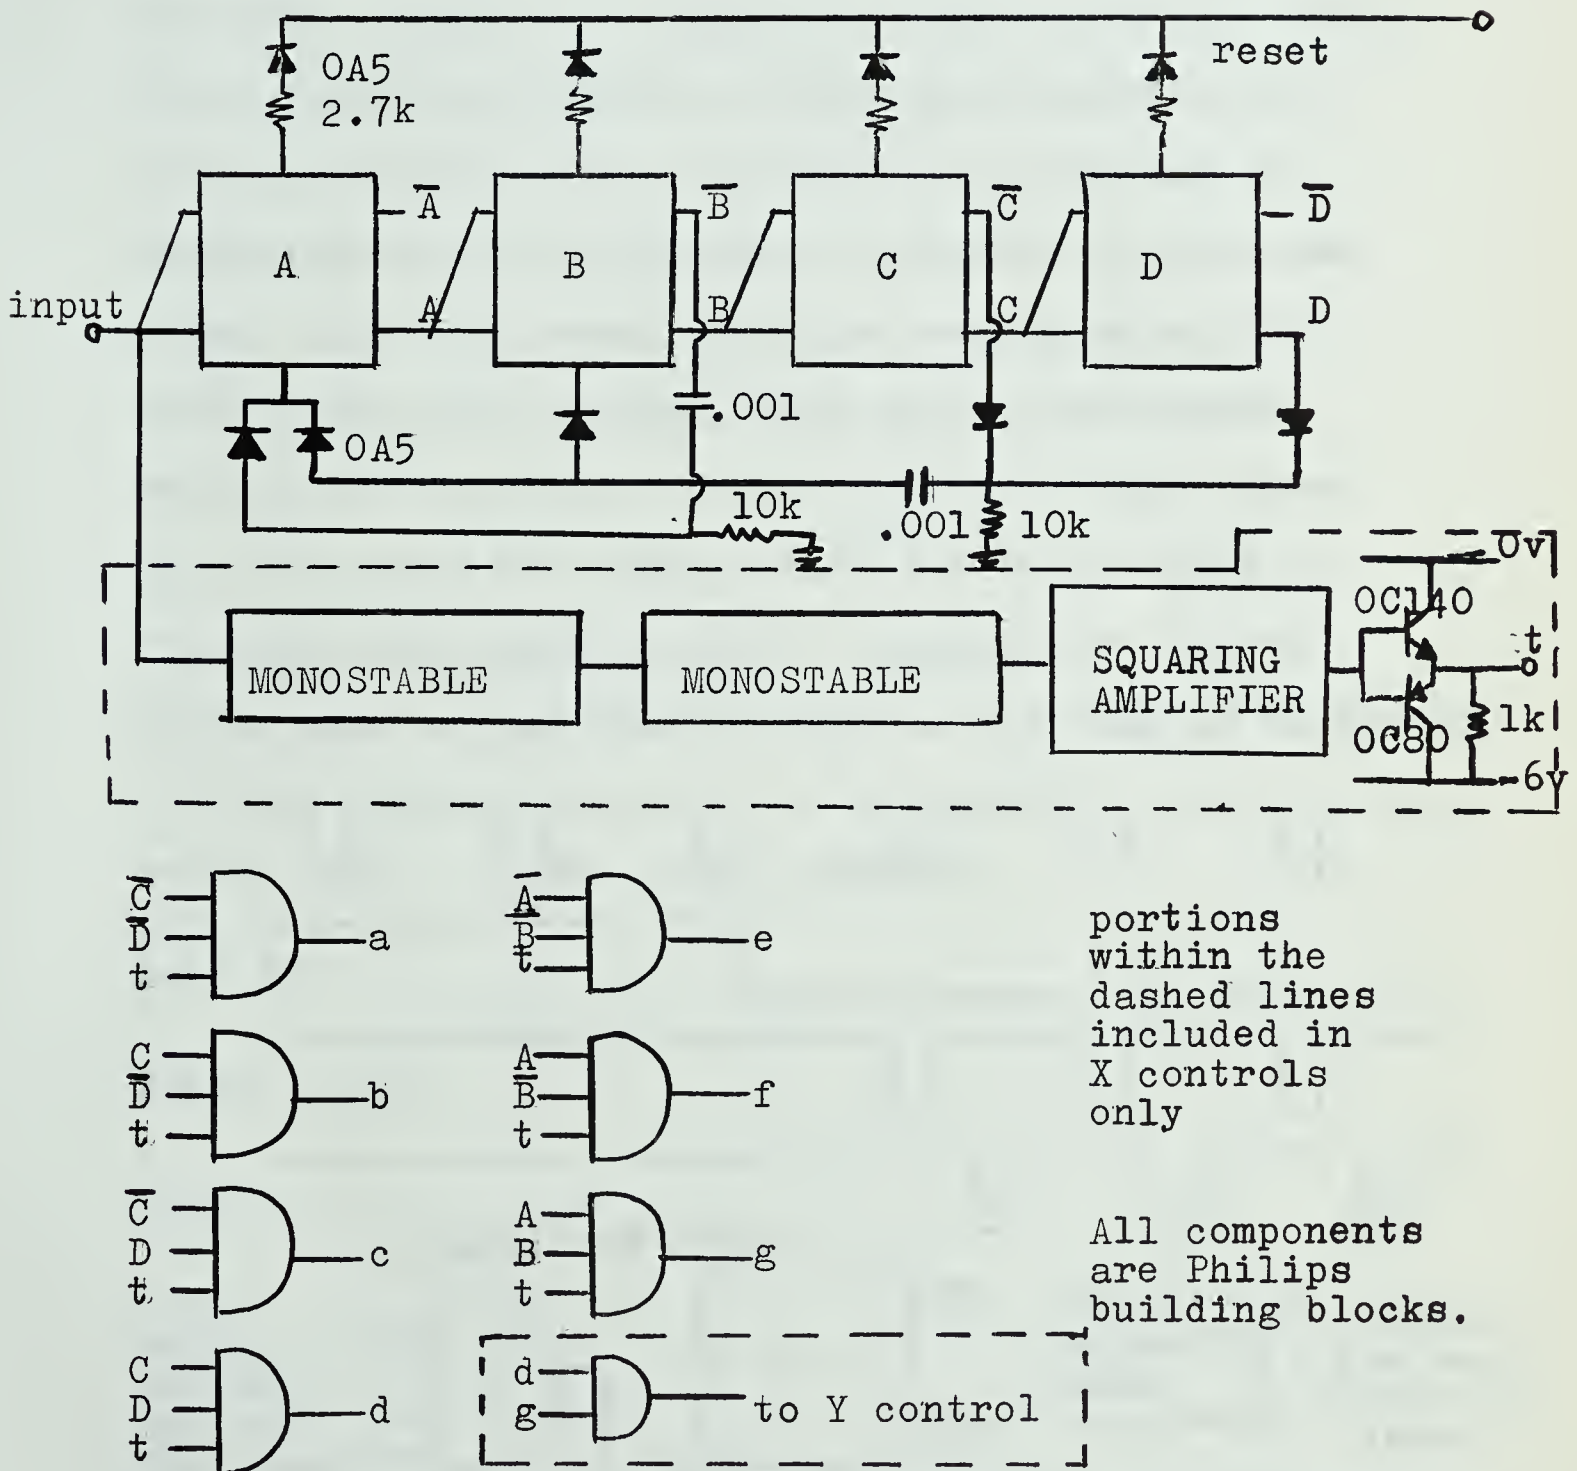 reset
OA5
2.7k
A̅
B̅
C̅
D̅
A
B
C
D
input
A
B
C
D
.001
OA5
10k
.001
10k
0v
OC140
t
MONOSTABLE
MONOSTABLE
SQUARING
AMPLIFIER
OC80
1k
-6v
C̅
D̅
t
a
A̅
B̅
t
e
portions
within the
dashed lines
included in
X controls
only
C
D̅
t
b
A
B̅
t
f
C̅
D
t
c
A
B
t
g
All components
are Philips
building blocks.
C
D
t
d
d
g
to Y control